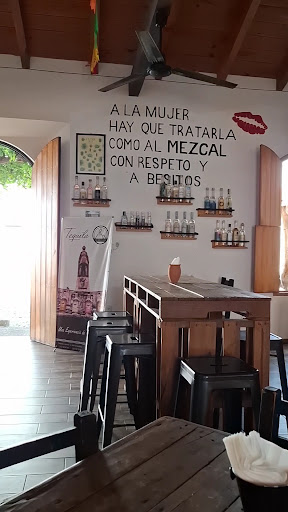 A LA MUJER
HAY QUE TRATARLA
COMO AL MEZCAL
CON RESPETO Y
A BESITOS
Tequila